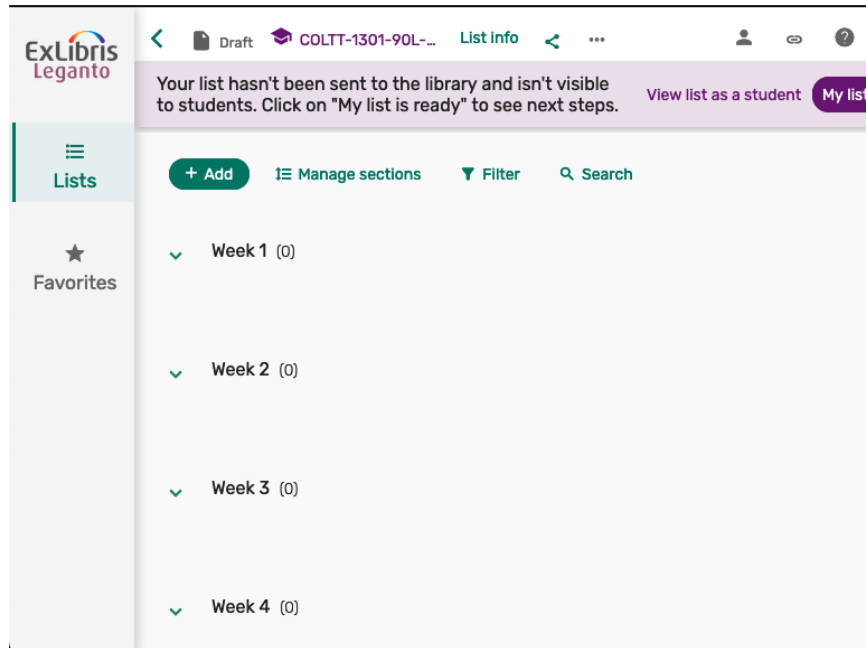 ExLibris
Leganto
Draft COLTT-1301-90L-... List info ...
Your list hasn't been sent to the library and isn't visible
to students. Click on "My list is ready" to see next steps.
View list as a student My list
Lists
Favorites
+ Add Manage sections Filter Search
Week 1 (0)
Week 2 (0)
Week 3 (0)
Week 4 (0)